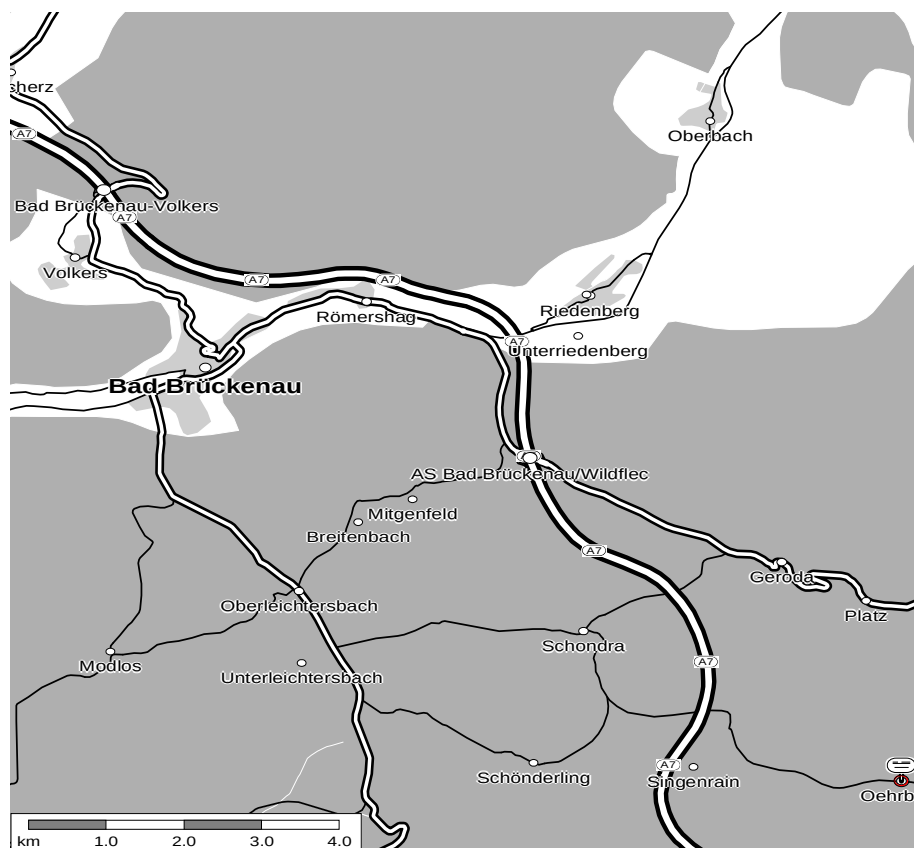 Oberbach
cherz
A7
Bad Brückenau-Volkers
A7
Volkers
A7
A7
Riedenberg
Römershag
A7
Unterriedenberg
Bad Brückenau
AS Bad Brückenau/Wildflec
Mitgenfeld
Breitenbach
A7
Geroda
Oberleichtersbach
Platz
Schondra
Modlos
A7
Unterleichtersbach
A7
Schönderling
Singenrain
Oehrb
km 1.0 2.0 3.0 4.0